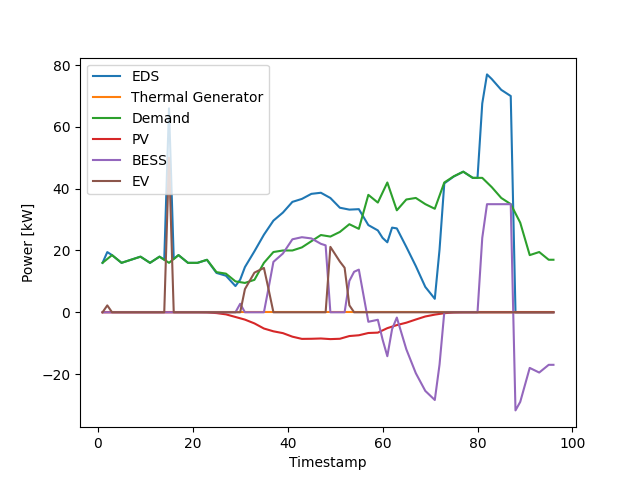 80
60
40
20
0
−20
Power [kW]
EDS
Thermal Generator
Demand
PV
BESS
EV
0 20 40 60 80 100
Timestamp